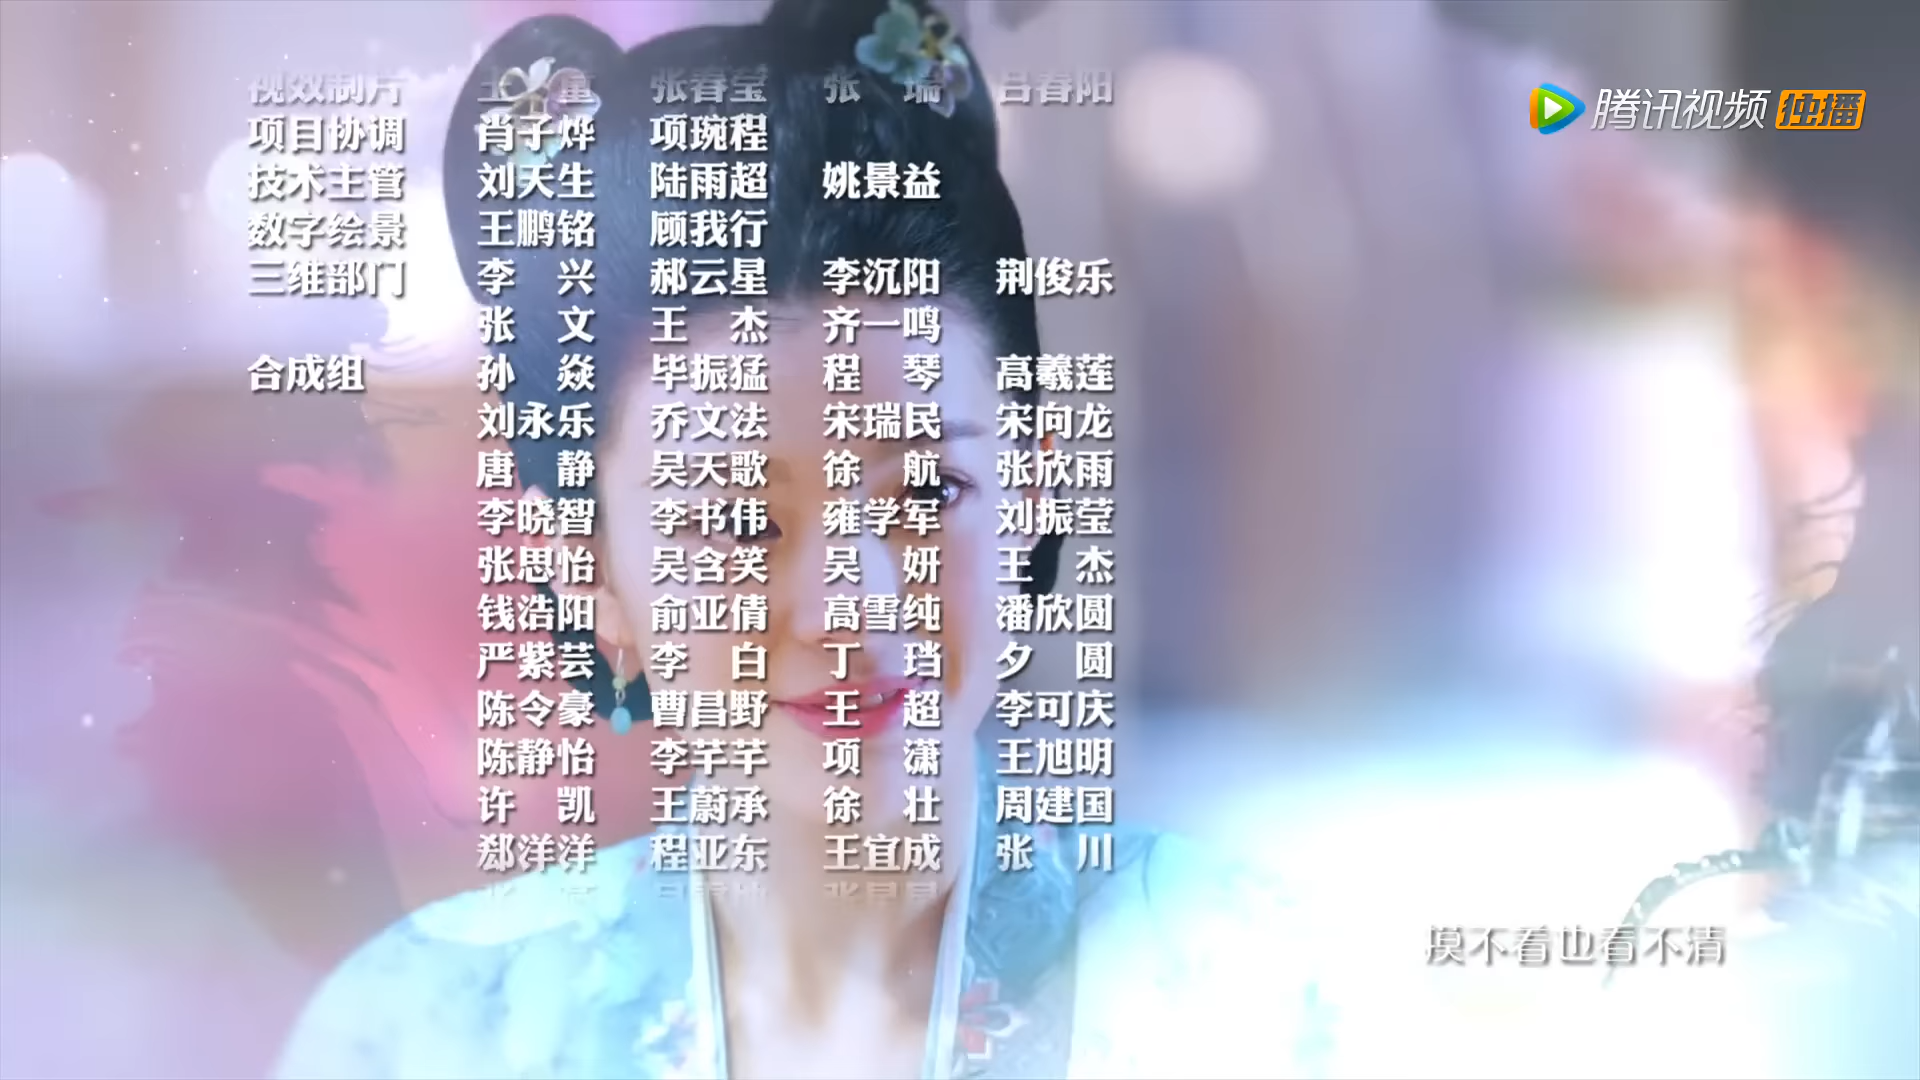 视效制片 王 童 张春莹 张 瑞 吕春阳
腾讯视频 独播
项目协调 肖子烨 项琬程
技术主管 刘天生 陆雨超 姚景益
数字绘景 王鹏铭 顾我行
三维部门 李 兴 郝云星 李沉阳 荆俊乐
张 文 王 杰 齐一鸣
合成组 孙 焱 毕振猛 程 琴 高羲莲
刘永乐 乔文法 宋瑞民 宋向龙
唐 静 吴天歌 徐 航 张欣雨
李晓智 李书伟 雍学军 刘振莹
张思怡 吴含笑 吴 妍 王 杰
钱浩阳 俞亚倩 高雪纯 潘欣圆
严紫芸 李 白 丁 珰 夕 圆
陈令豪 曹昌野 王 超 李可庆
陈静怡 李芊芊 项 潇 王旭明
许 凯 王蔚承 徐 壮 周建国
郄洋洋 程亚东 王宜成 张 川
摸不着也看不清